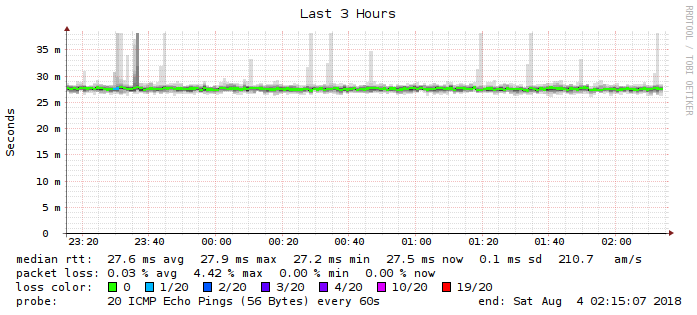 Last 3 Hours
RRDTOOL / TOBI OETIKER
Seconds
35 m
30 m
25 m
20 m
15 m
10 m
5 m
0
23:20 23:40 00:00 00:20 00:40 01:00 01:20 01:40 02:00
median rtt: 27.6 ms avg 27.9 ms max 27.2 ms min 27.5 ms now 0.1 ms sd 210.7 am/s
packet loss: 0.03 % avg 4.42 % max 0.00 % min 0.00 % now
loss color: 0 1/20 2/20 3/20 4/20 10/20 19/20
probe: 20 ICMP Echo Pings (56 Bytes) every 60s end: Sat Aug 4 02:15:07 2018